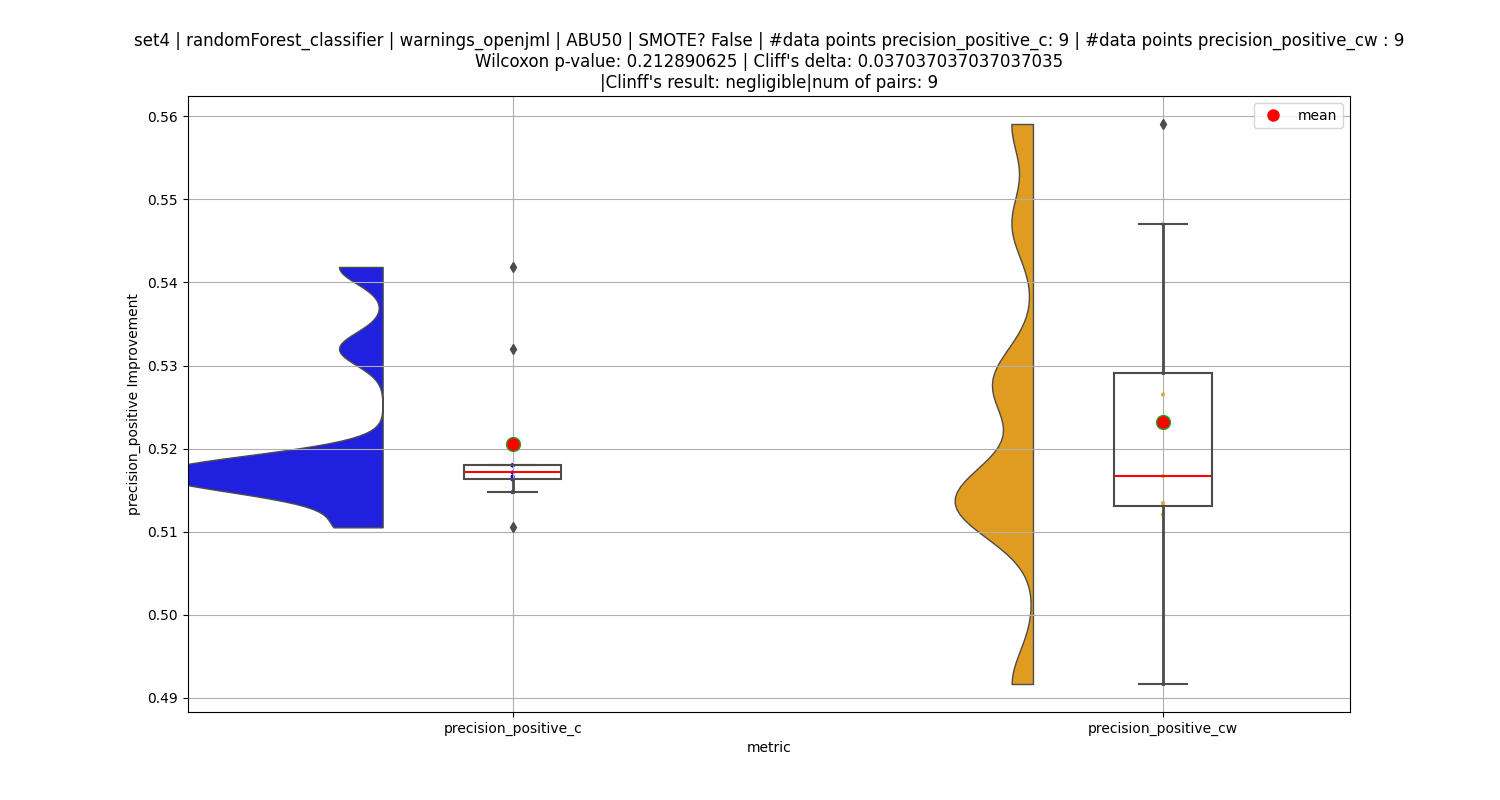 set4 | randomForest_classifier | warnings_openjml | ABU50 | SMOTE? False | #data points precision_positive_c: 9 | #data points precision_positive_cw : 9
Wilcoxon p-value: 0.212890625 | Cliff's delta: 0.037037037037037035
|Clinff's result: negligible|num of pairs: 9
mean
0.56
0.55
0.54
0.53
0.52
0.51
0.50
0.49
precision_positive Improvement
precision_positive_c
precision_positive_cw
metric